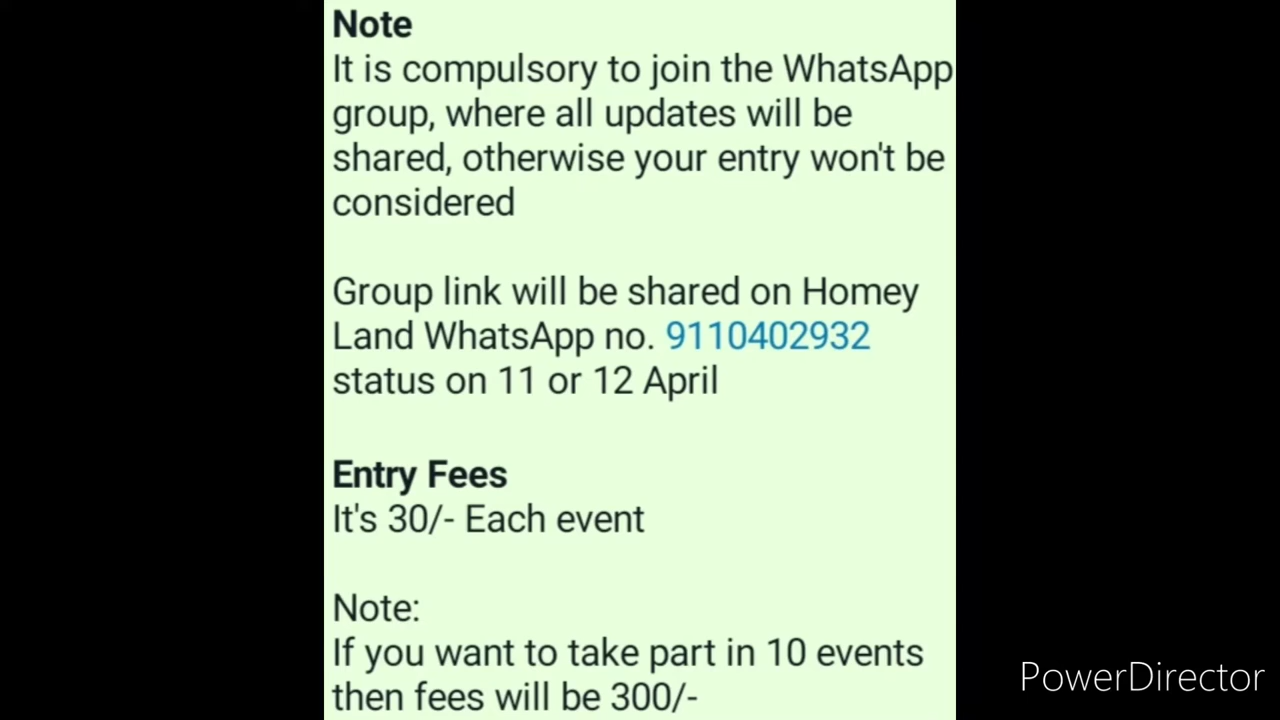 Note
It is compulsory to join the WhatsApp
group, where all updates will be
shared, otherwise your entry won't be
considered
Group link will be shared on Homey
Land WhatsApp no. 9110402932
status on 11 or 12 April
Entry Fees
It's 30/- Each event
Note:
If you want to take part in 10 events
then fees will be 300/-
PowerDirector